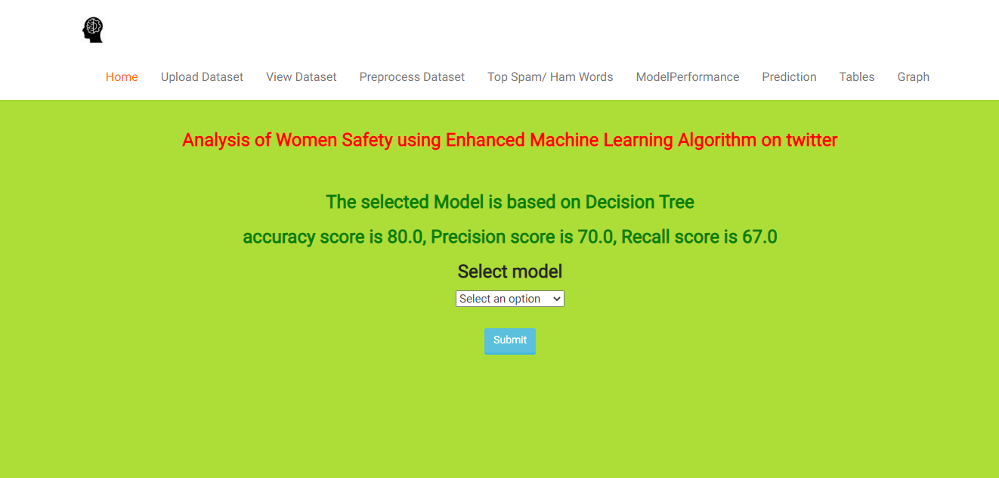 Home Upload Dataset View Dataset Preprocess Dataset Top Spam/ Ham Words ModelPerformance Prediction Tables Graph
Analysis of Women Safety using Enhanced Machine Learning Algorithm on twitter
The selected Model is based on Decision Tree
accuracy score is 80.0, Precision score is 70.0, Recall score is 67.0
Select model
Select an option
Submit